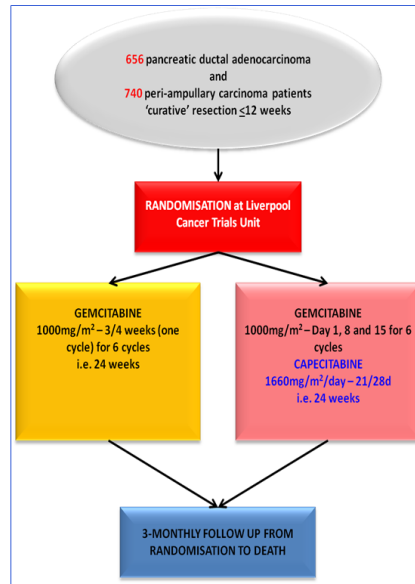 656 pancreatic ductal adenocarcinoma
and
740 peri-ampullary carcinoma patients
‘curative’ resection ≤12 weeks
RANDOMISATION at Liverpool
Cancer Trials Unit
GEMCITABINE
1000mg/m² – 3/4 weeks (one
cycle) for 6 cycles
i.e. 24 weeks
GEMCITABINE
1000mg/m² – Day 1, 8 and 15 for 6
cycles
CAPECITABINE
1660mg/m²/day – 21/28d
i.e. 24 weeks
3-MONTHLY FOLLOW UP FROM
RANDOMISATION TO DEATH